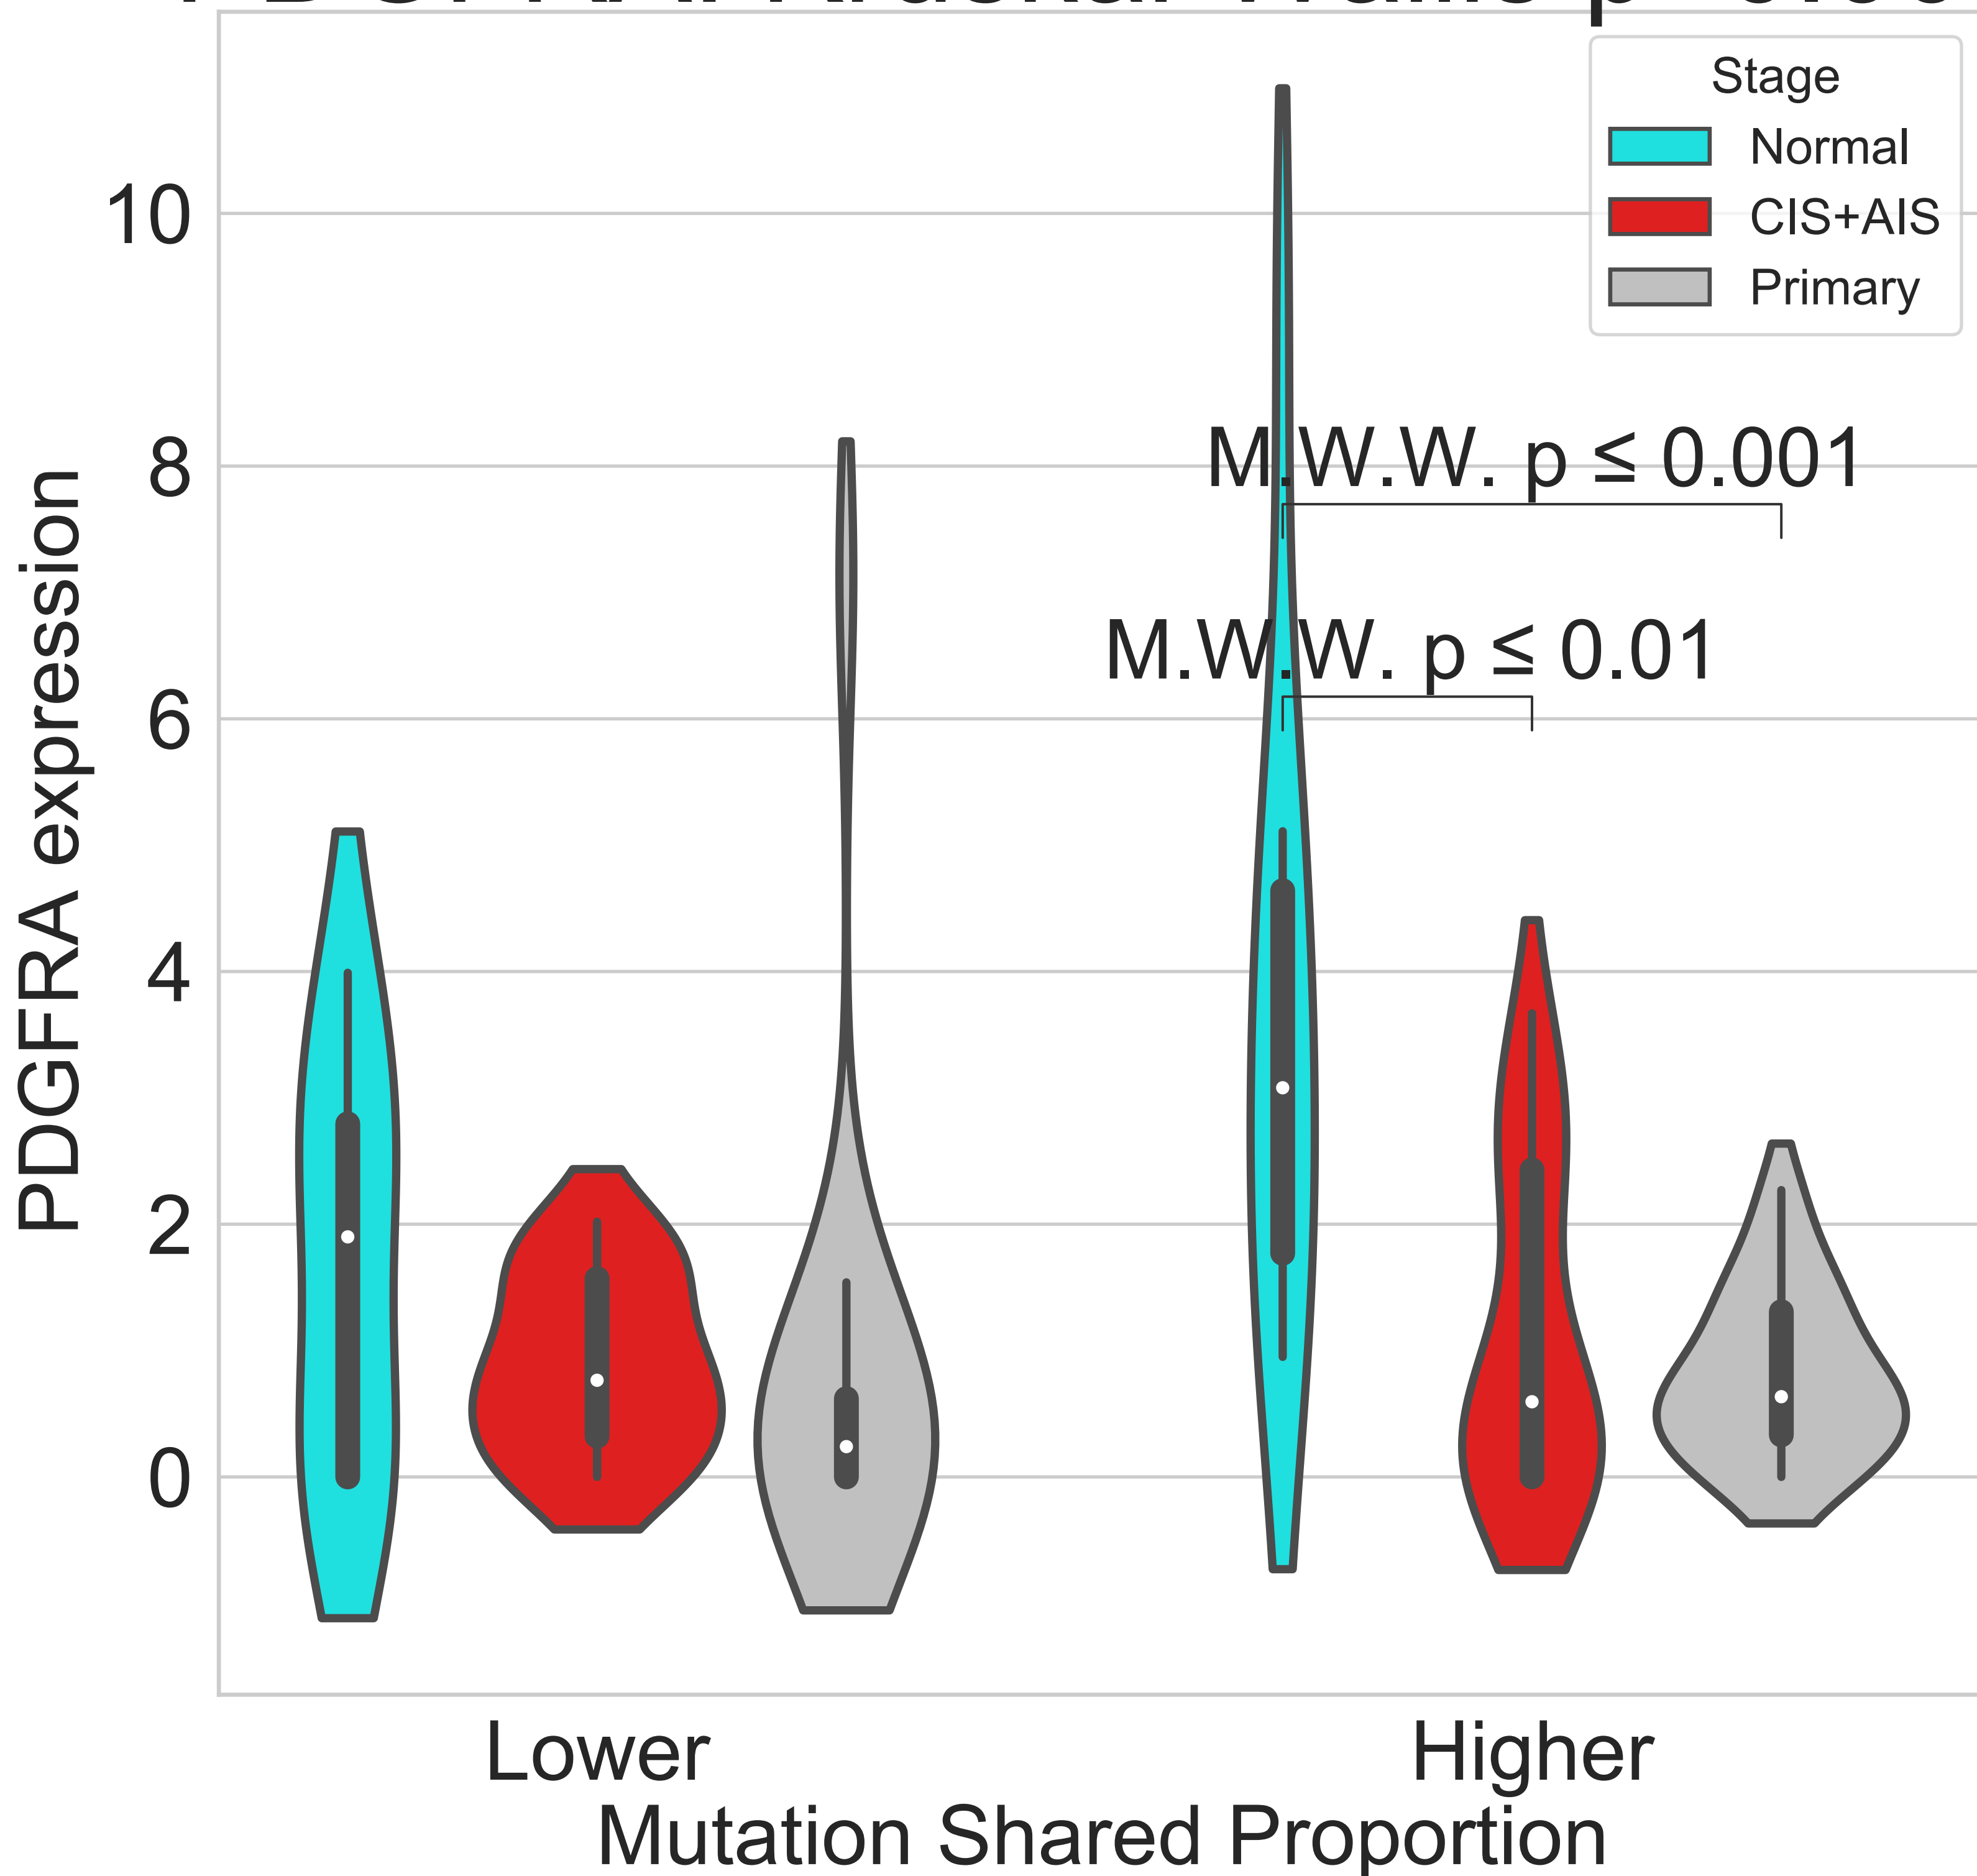 Stage
Normal
CIS+AIS
Primary
10
8
6
4
2
0
PDGFRA expression
M.W.W. p ≤ 0.001
M.W.W. p ≤ 0.01
Lower
Higher
Mutation Shared Proportion